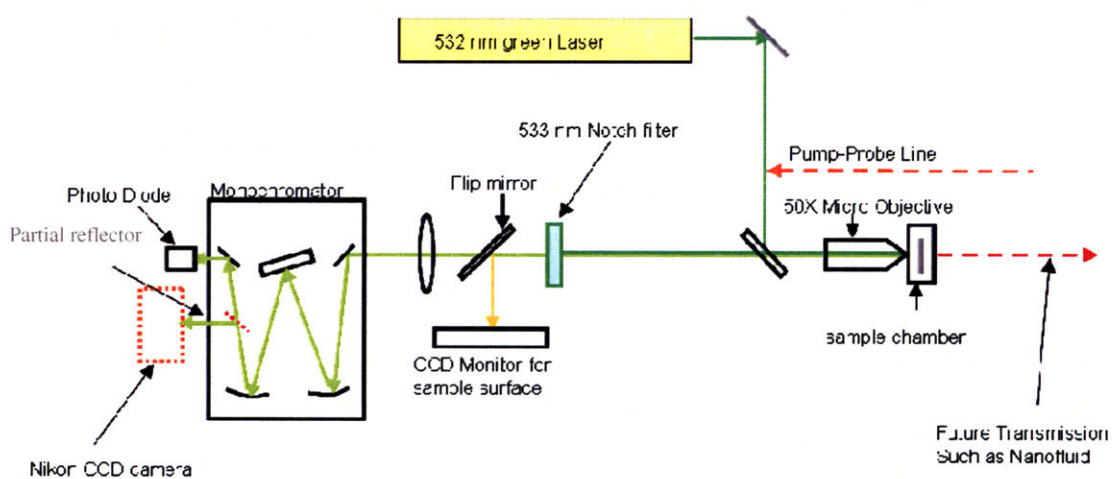 532 nm green Laser
533 nm Notch filter
Pump-Probe Line
Flip mirror
Photo Diode
Monochromator
50X Micro Objective
Partial reflector
sample chamber
CCD Monitor for
sample surface
Future Transmission
Such as Nanofluid
Nikon CCD camera